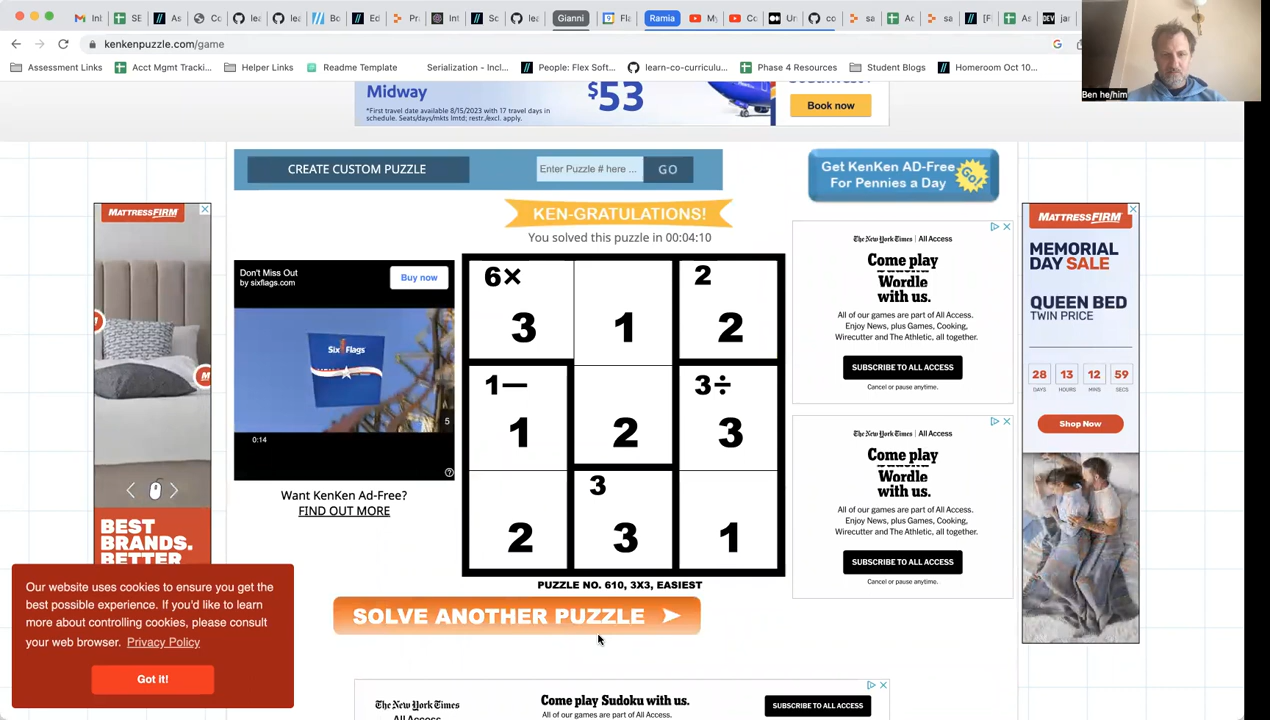 Gianni
Ramia
kenkenpuzzle.com/game
Assessment Links
Acct Mgmt Tracki...
Helper Links
Readme Template
Serialization - Incl...
People: Flex Soft...
learn-co-curriculu...
Phase 4 Resources
Student Blogs
Homeroom Oct 10...
Ben he/him
Midway
$53
*First travel date available 8/15/2023 with 17 travel days in
schedule. Seats/days/mkts lmtd; restr./excl. apply.
Book now
CREATE CUSTOM PUZZLE
Enter Puzzle # here ...
GO
Get KenKen AD-Free
For Pennies a Day
GO!
KEN-GRATULATIONS!
You solved this puzzle in 00:04:10
MATTRESSFIRM
BEST
BRANDS.
BETTER
Don't Miss Out
by sixflags.com
Buy now
Six Flags
0:14
5
Want KenKen Ad-Free?
FIND OUT MORE
6×
2
3
1
2
1—
3÷
1
2
3
3
2
3
1
PUZZLE NO. 610, 3X3, EASIEST
SOLVE ANOTHER PUZZLE
The New York Times | All Access
Come play
Wordle
with us.
All of our games are part of All Access.
Enjoy News, plus Games, Cooking,
Wirecutter and The Athletic, all together.
SUBSCRIBE TO ALL ACCESS
Cancel or pause anytime.
The New York Times | All Access
Come play
Wordle
with us.
All of our games are part of All Access.
Enjoy News, plus Games, Cooking,
Wirecutter and The Athletic, all together.
SUBSCRIBE TO ALL ACCESS
Cancel or pause anytime.
MATTRESSFIRM
MEMORIAL
DAY SALE
QUEEN BED
TWIN PRICE
28
13
12
59
DAYS
HOURS
MINS
SECS
Shop Now
Our website uses cookies to ensure you get the
best possible experience. If you'd like to learn
more about controlling cookies, please consult
your web browser. Privacy Policy
Got it!
The New York Times
All Access
Come play Sudoku with us.
All of our games are part of All Access.
SUBSCRIBE TO ALL ACCESS